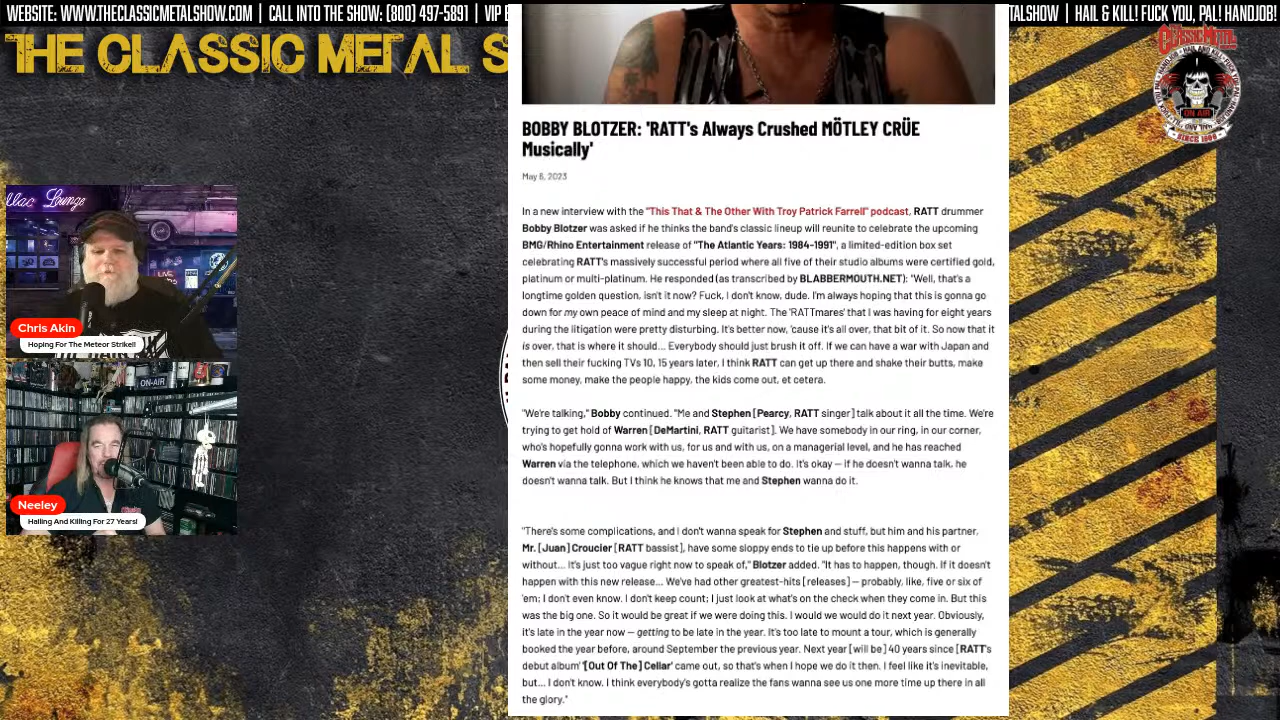 WEBSITE: WWW.THECLASSICMETALSHOW.COM | CALL INTO THE SHOW: (800) 497-5891 | VIP
TALSHOW | HAIL & KILL! FUCK YOU, PAL! HANDJOB!
THE CLASSIC METAL S
BOBBY BLOTZER: 'RATT's Always Crushed MÖTLEY CRÜE
Musically'
May 6, 2023
In a new interview with the "This That & The Other With Troy Patrick Farrell" podcast, RATT drummer
Bobby Blotzer was asked if he thinks the band's classic lineup will reunite to celebrate the upcoming
BMG/Rhino Entertainment release of "The Atlantic Years: 1984-1991", a limited-edition box set
celebrating RATT's massively successful period where all five of their studio albums were certified gold,
platinum or multi-platinum. He responded (as transcribed by BLABBERMOUTH.NET): "Well, that's a
longtime golden question, isn't it now? Fuck, I don't know, dude. I'm always hoping that this is gonna go
down for my own peace of mind and my sleep at night. The 'RATTmares' that I was having for eight years
during the litigation were pretty disturbing. It's better now, 'cause it's all over, that bit of it. So now that it
is over, that is where it should... Everybody should just brush it off. If we can have a war with Japan and
then sell their fucking TVs 10, 15 years later, I think RATT can get up there and shake their butts, make
some money, make the people happy, the kids come out, et cetera.
"We're talking," Bobby continued. "Me and Stephen [Pearcy, RATT singer] talk about it all the time. We're
trying to get hold of Warren [DeMartini, RATT guitarist]. We have somebody in our ring, in our corner,
who's hopefully gonna work with us, for us and with us, on a managerial level, and he has reached
Warren via the telephone, which we haven't been able to do. It's okay — if he doesn't wanna talk, he
doesn't wanna talk. But I think he knows that me and Stephen wanna do it.
"There's some complications, and I don't wanna speak for Stephen and stuff, but him and his partner,
Mr. [Juan] Croucier [RATT bassist], have some sloppy ends to tie up before this happens with or
without... It's just too vague right now to speak of," Blotzer added. "It has to happen, though. If it doesn't
happen with this new release... We've had other greatest-hits [releases] — probably, like, five or six of
'em; I don't even know. I don't keep count; I just look at what's on the check when they come in. But this
was the big one. So it would be great if we were doing this. I would we would do it next year. Obviously,
it's late in the year now — getting to be late in the year. It's too late to mount a tour, which is generally
booked the year before, around September the previous year. Next year [will be] 40 years since [RATT's
debut album' '[Out Of The] Cellar' came out, so that's when I hope we do it then. I feel like it's inevitable,
but... I don't know. I think everybody's gotta realize the fans wanna see us one more time up there in all
the glory."
llac Lounge
Chris Akin
Hoping For The Meteor Strike!!
ON-AIR
Neeley
Hailing And Killing For 27 Years!
CLASSIC METAL
ON AIR